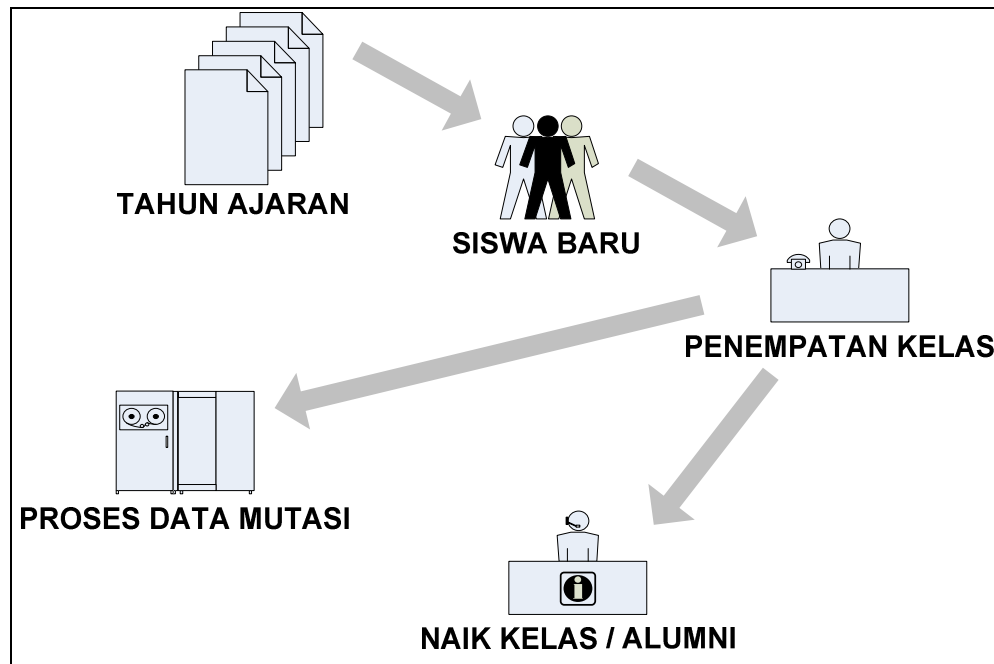 TAHUN AJARAN
SISWA BARU
PENEMPATAN KELAS
PROSES DATA MUTASI
NAIK KELAS / ALUMNI